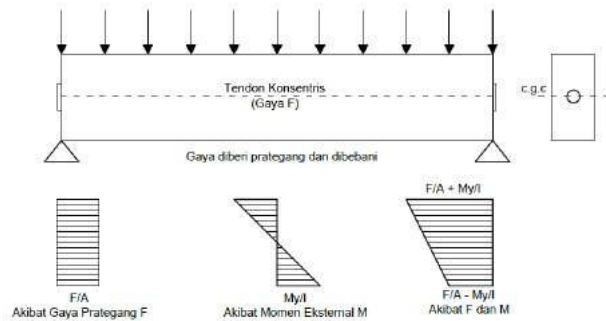 Tendon Konsentris
(Gaya F)
c.g.c
Gaya diberi prategang dan dibebani
F/A + My/I
F/A
Akibat Gaya Prategang F
My/I
Akibat Momen Eksternal M
F/A - My/I
Akibat F dan M